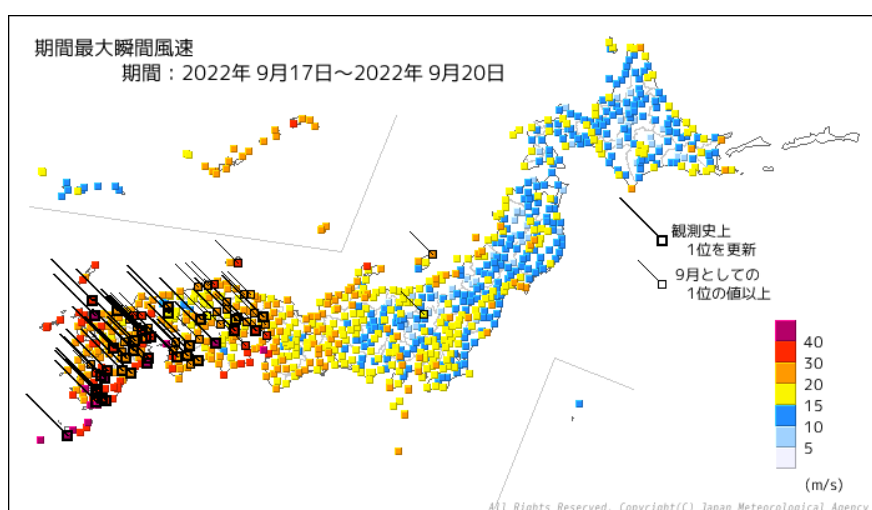 期間最大瞬間風速
期間：2022年 9月17日～2022年 9月20日
観測史上
1位を更新
9月としての
1位の値以上
40
30
20
15
10
5
(m/s)
All Rights Reserved. Copyright(C) Japan Meteorological Agency